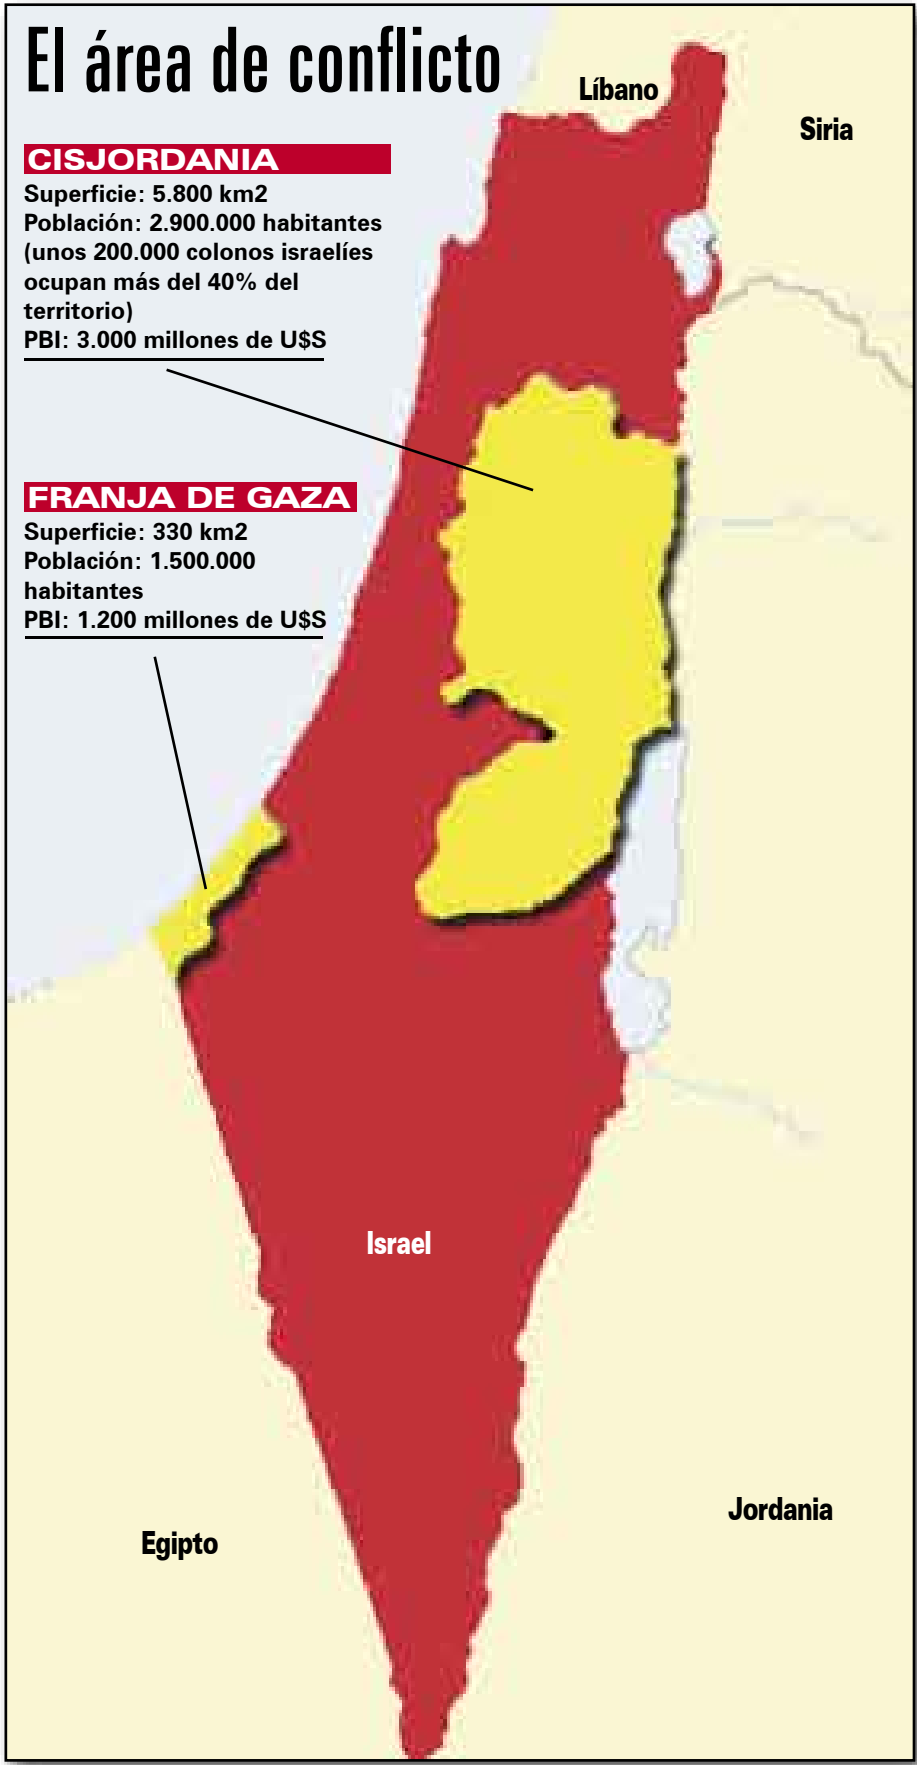 El área de conflicto
CISJORDANIA
Superficie: 5.800 km2
Población: 2.900.000 habitantes
(unos 200.000 colonos israelíes
ocupan más del 40% del
territorio)
PBI: 3.000 millones de U$S
FRANJA DE GAZA
Superficie: 330 km2
Población: 1.500.000
habitantes
PBI: 1.200 millones de U$S
Líbano
Siria
Israel
Jordania
Egipto